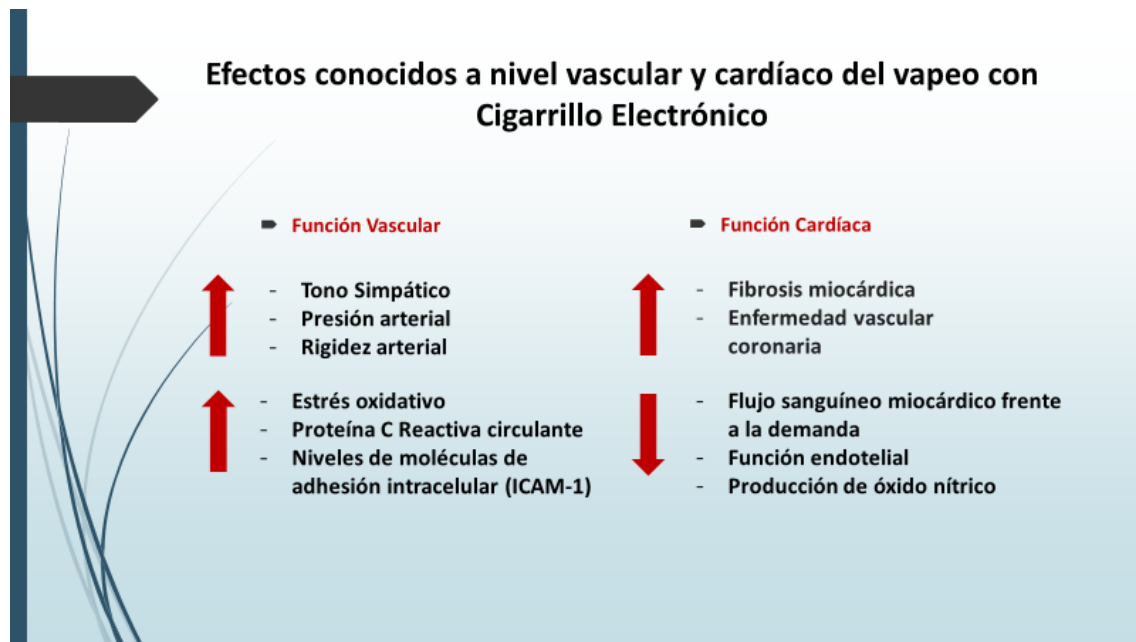 Efectos conocidos a nivel vascular y cardíaco del vapeo con
Cigarrillo Electrónico
Función Vascular
- Tono Simpático
- Presión arterial
- Rigidez arterial
- Estrés oxidativo
- Proteína C Reactiva circulante
- Niveles de moléculas de
adhesión intracelular (ICAM-1)
Función Cardíaca
- Fibrosis miocárdica
- Enfermedad vascular
coronaria
- Flujo sanguíneo miocárdico frente
a la demanda
- Función endotelial
- Producción de óxido nítrico